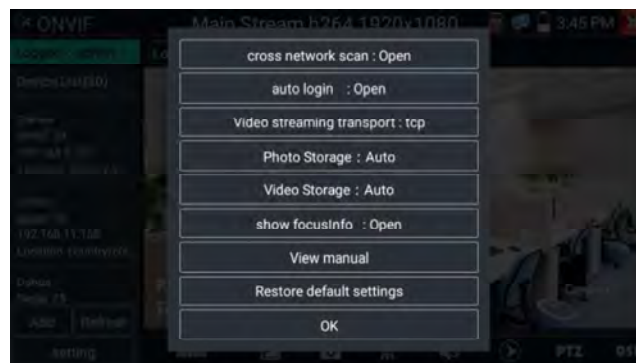 ONVIF
Main Stream h264 1920x1080
3:45 PM
cross network scan : Open
auto login : Open
Video streaming transport : tcp
Photo Storage : Auto
Video Storage : Auto
show focusInfo : Open
View manual
Restore default settings
OK
Add
Refresh
setting
PTZ